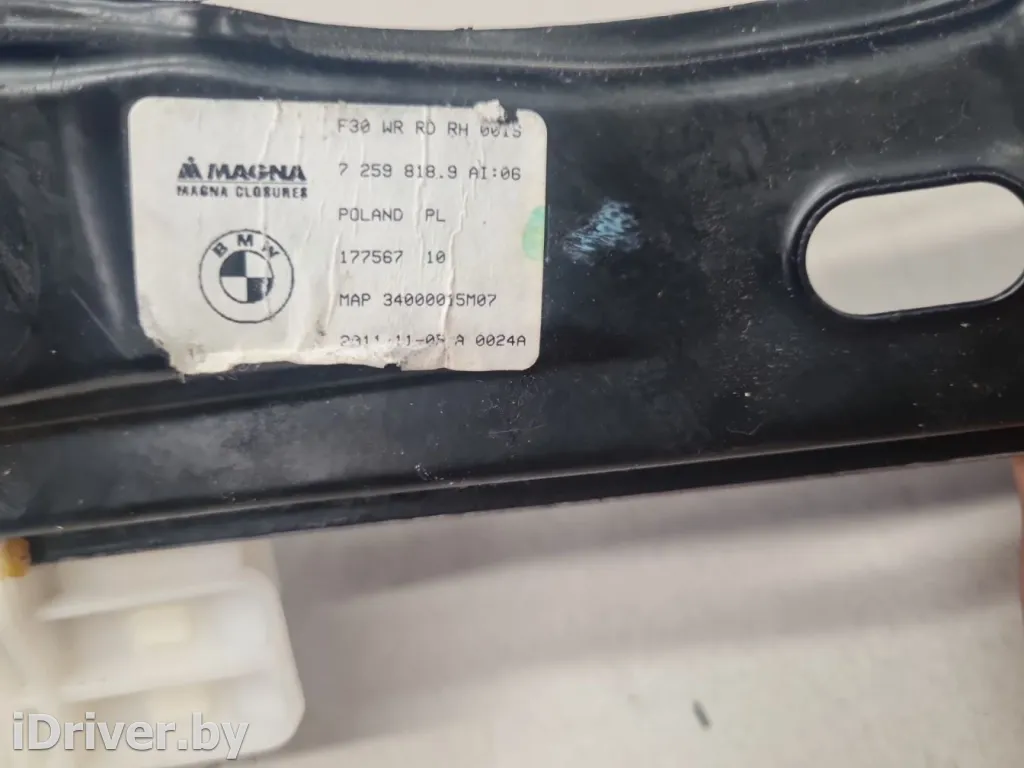 F30 WR RD RH 001S
MAGNA
7 259 818.9 AI:06
MAGNA CLOSURES
POLAND PL
BMW
177567 10
MAP 34000015M07
A 0024A
iDriver.by